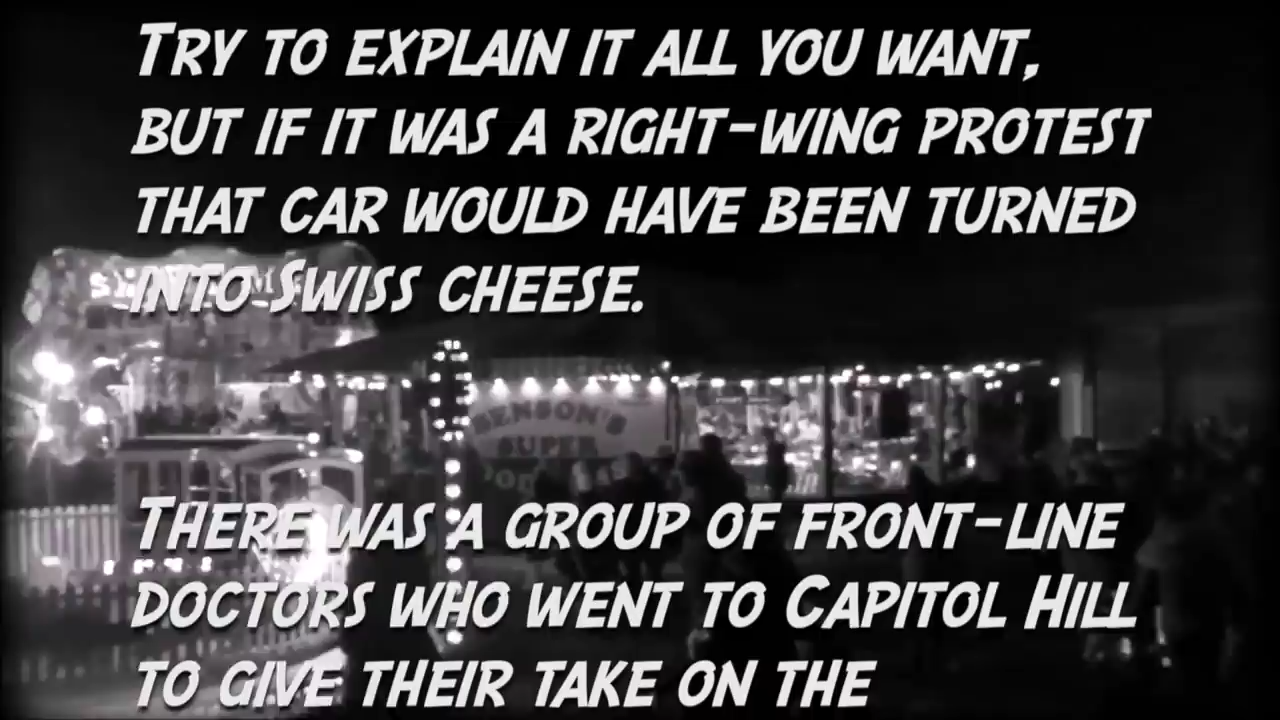 Try to explain it all you want,
but if it was a right-wing protest
that car would have been turned
into Swiss cheese.
BENSON'S
SUPER
There was a group of front-line
doctors who went to Capitol Hill
to give their take on the